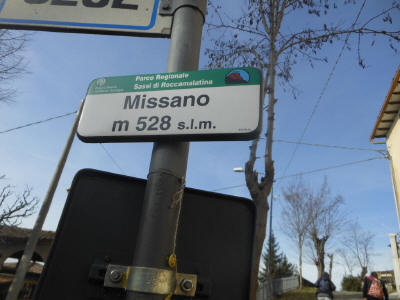 Parco Regionale
Sassi di Roccamalatina
Missano
m 528 s.l.m.